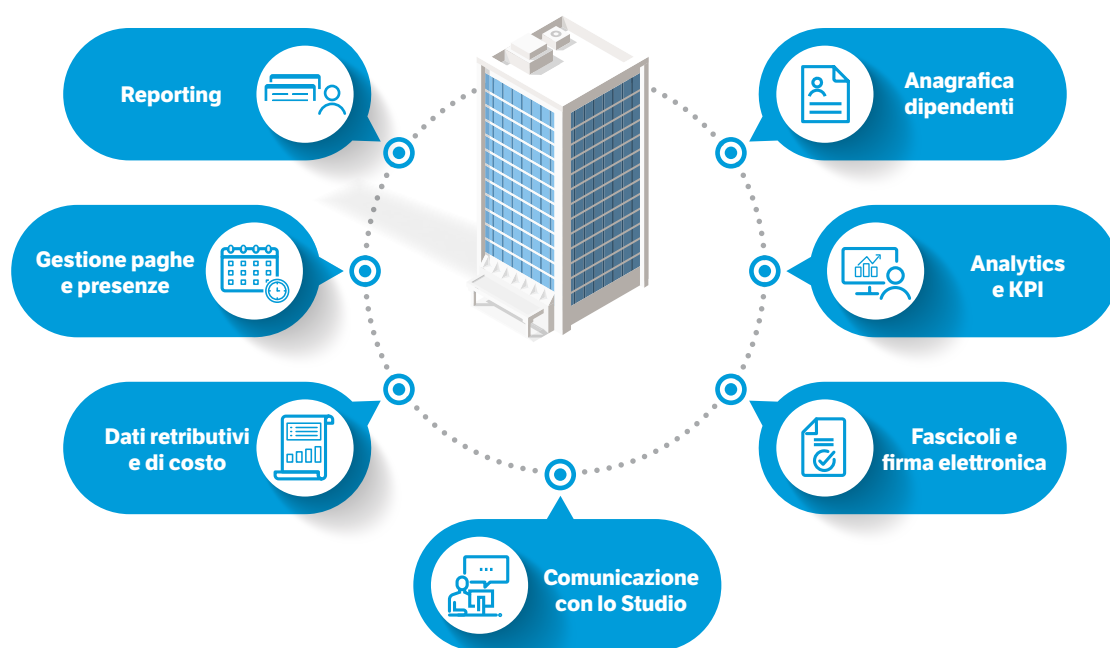 Reporting
Anagrafica
dipendenti
Gestione paghe
e presenze
Analytics
e KPI
Dati retributivi
e di costo
Fascicoli e
firma elettronica
Comunicazione
con lo Studio